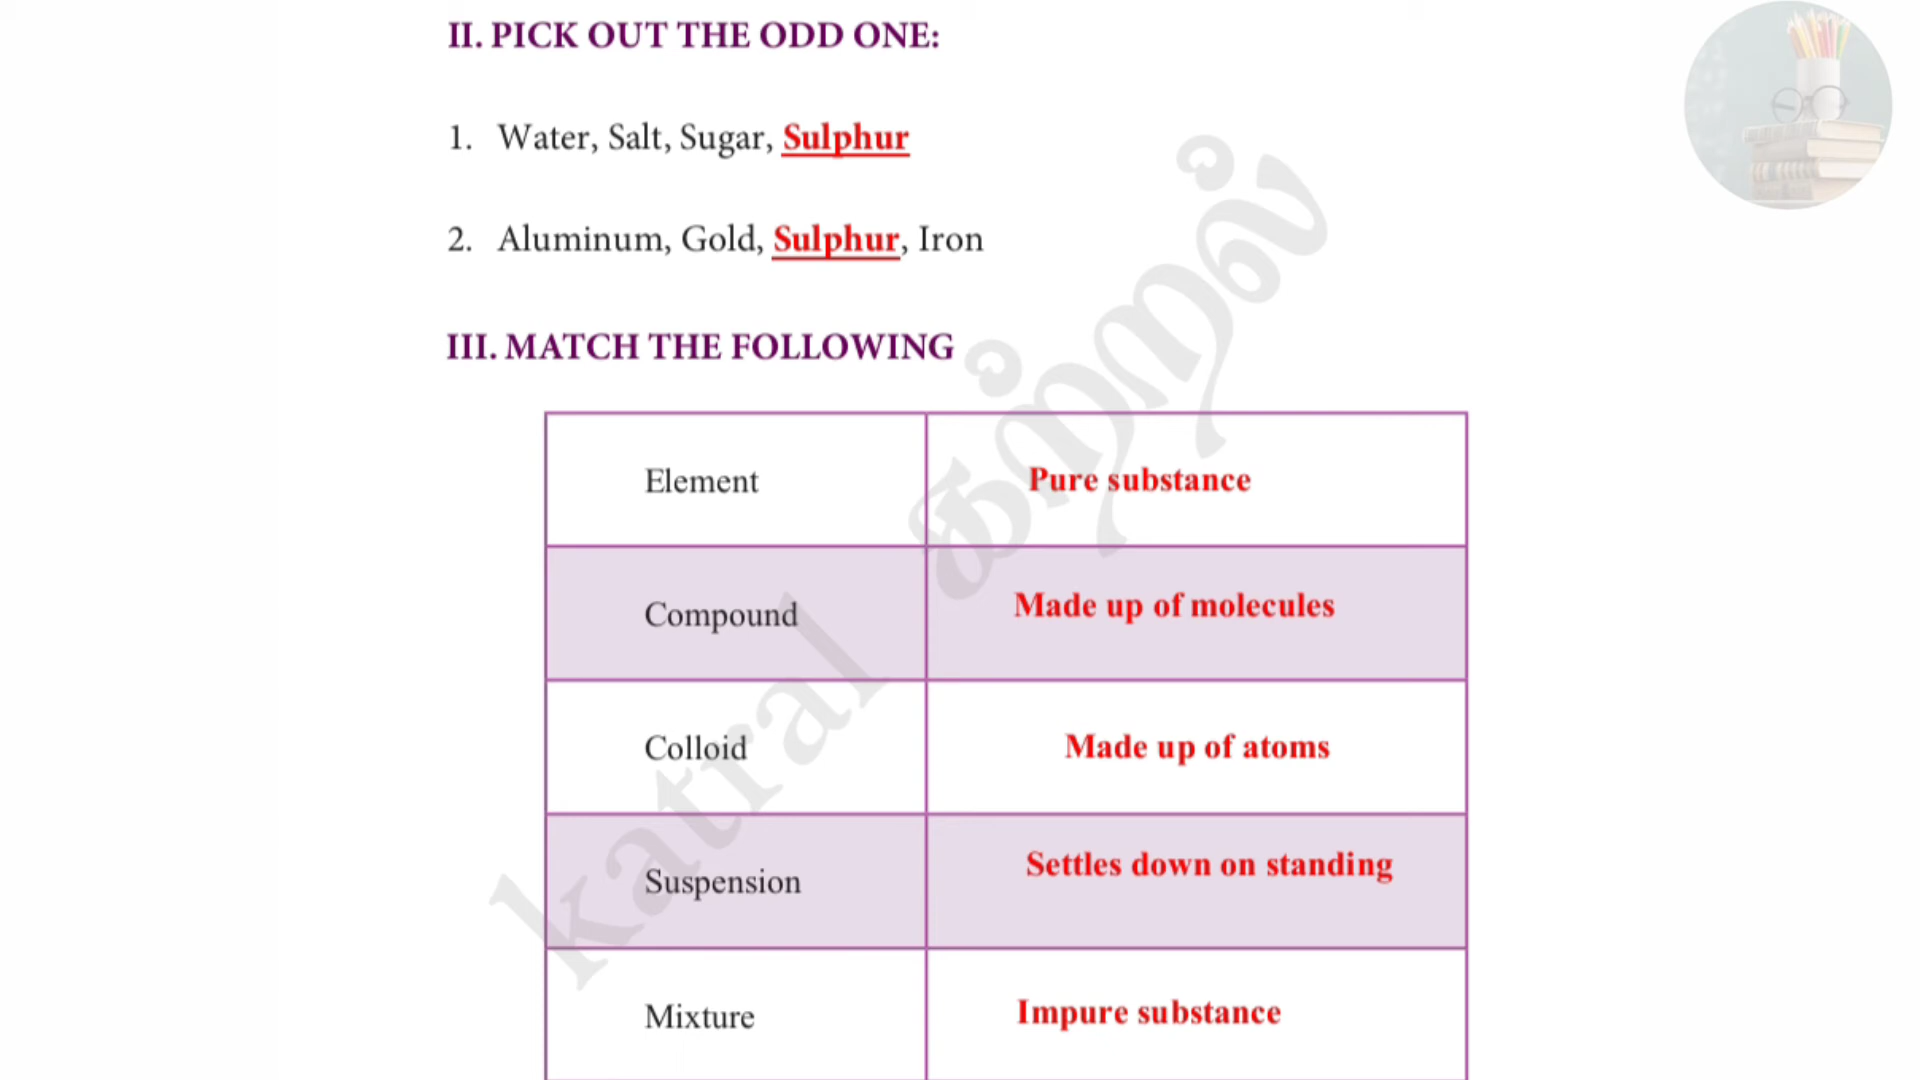 II. PICK OUT THE ODD ONE:
1. Water, Salt, Sugar, Sulphur
2. Aluminum, Gold, Sulphur, Iron
III. MATCH THE FOLLOWING
Element Pure substance
Compound Made up of molecules
Colloid Made up of atoms
Suspension Settles down on standing
Mixture Impure substance
katral கற்றல்